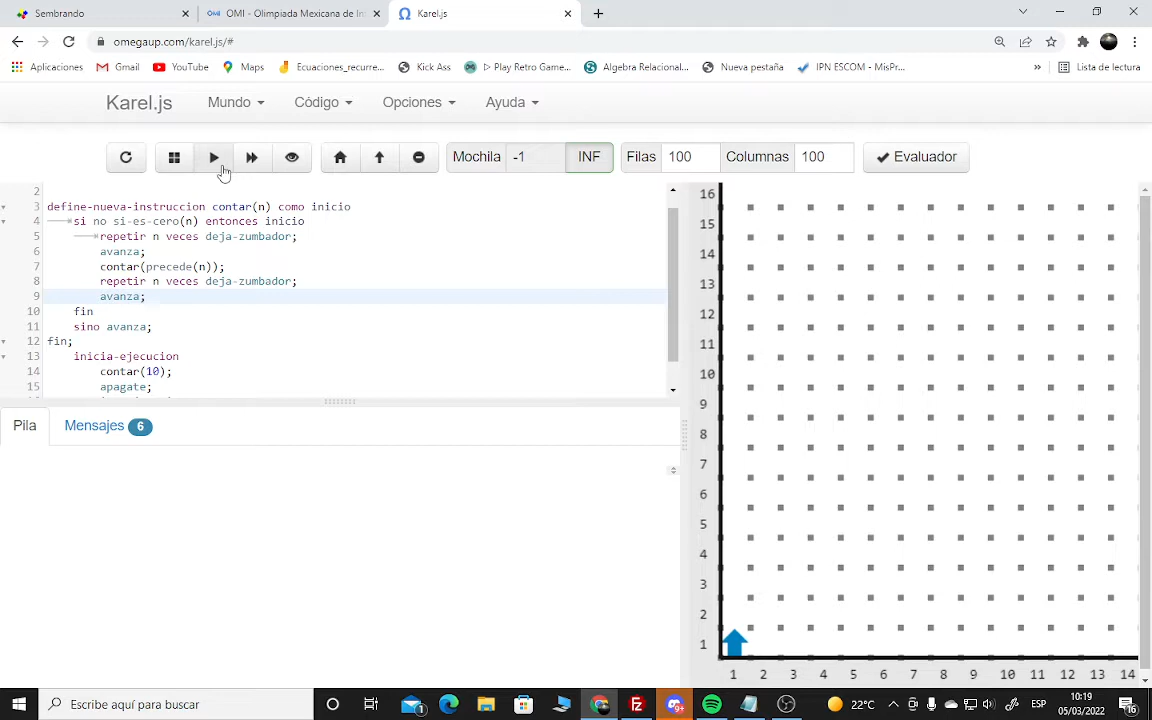 Sembrando
OMI - Olimpiada Mexicana de In
Karel.js
omegaup.com/karel.js/#
Aplicaciones
Gmail
YouTube
Maps
Ecuaciones_recurre...
Kick Ass
▷ Play Retro Game...
Algebra Relacional...
Nueva pestaña
IPN ESCOM - MisPr...
»
Lista de lectura
Karel.js
Mundo
Código
Opciones
Ayuda
Mochila -1 INF
Filas 100
Columnas 100
Evaluador
2
3 define-nueva-instruccion contar(n) como inicio
4 si no si-es-cero(n) entonces inicio
5 repetir n veces deja-zumbador;
6 avanza;
7 contar(precede(n));
8 repetir n veces deja-zumbador;
9 avanza;
10 fin
11 sino avanza;
12 fin;
13 inicia-ejecucion
14 contar(10);
15 apagate;
Pila
Mensajes 6
16
15
14
13
12
11
10
9
8
7
6
5
4
3
2
1
1 2 3 4 5 6 7 8 9 10 11 12 13 14
Escribe aquí para buscar
1
22°C
ESP
10:19
05/03/2022
16